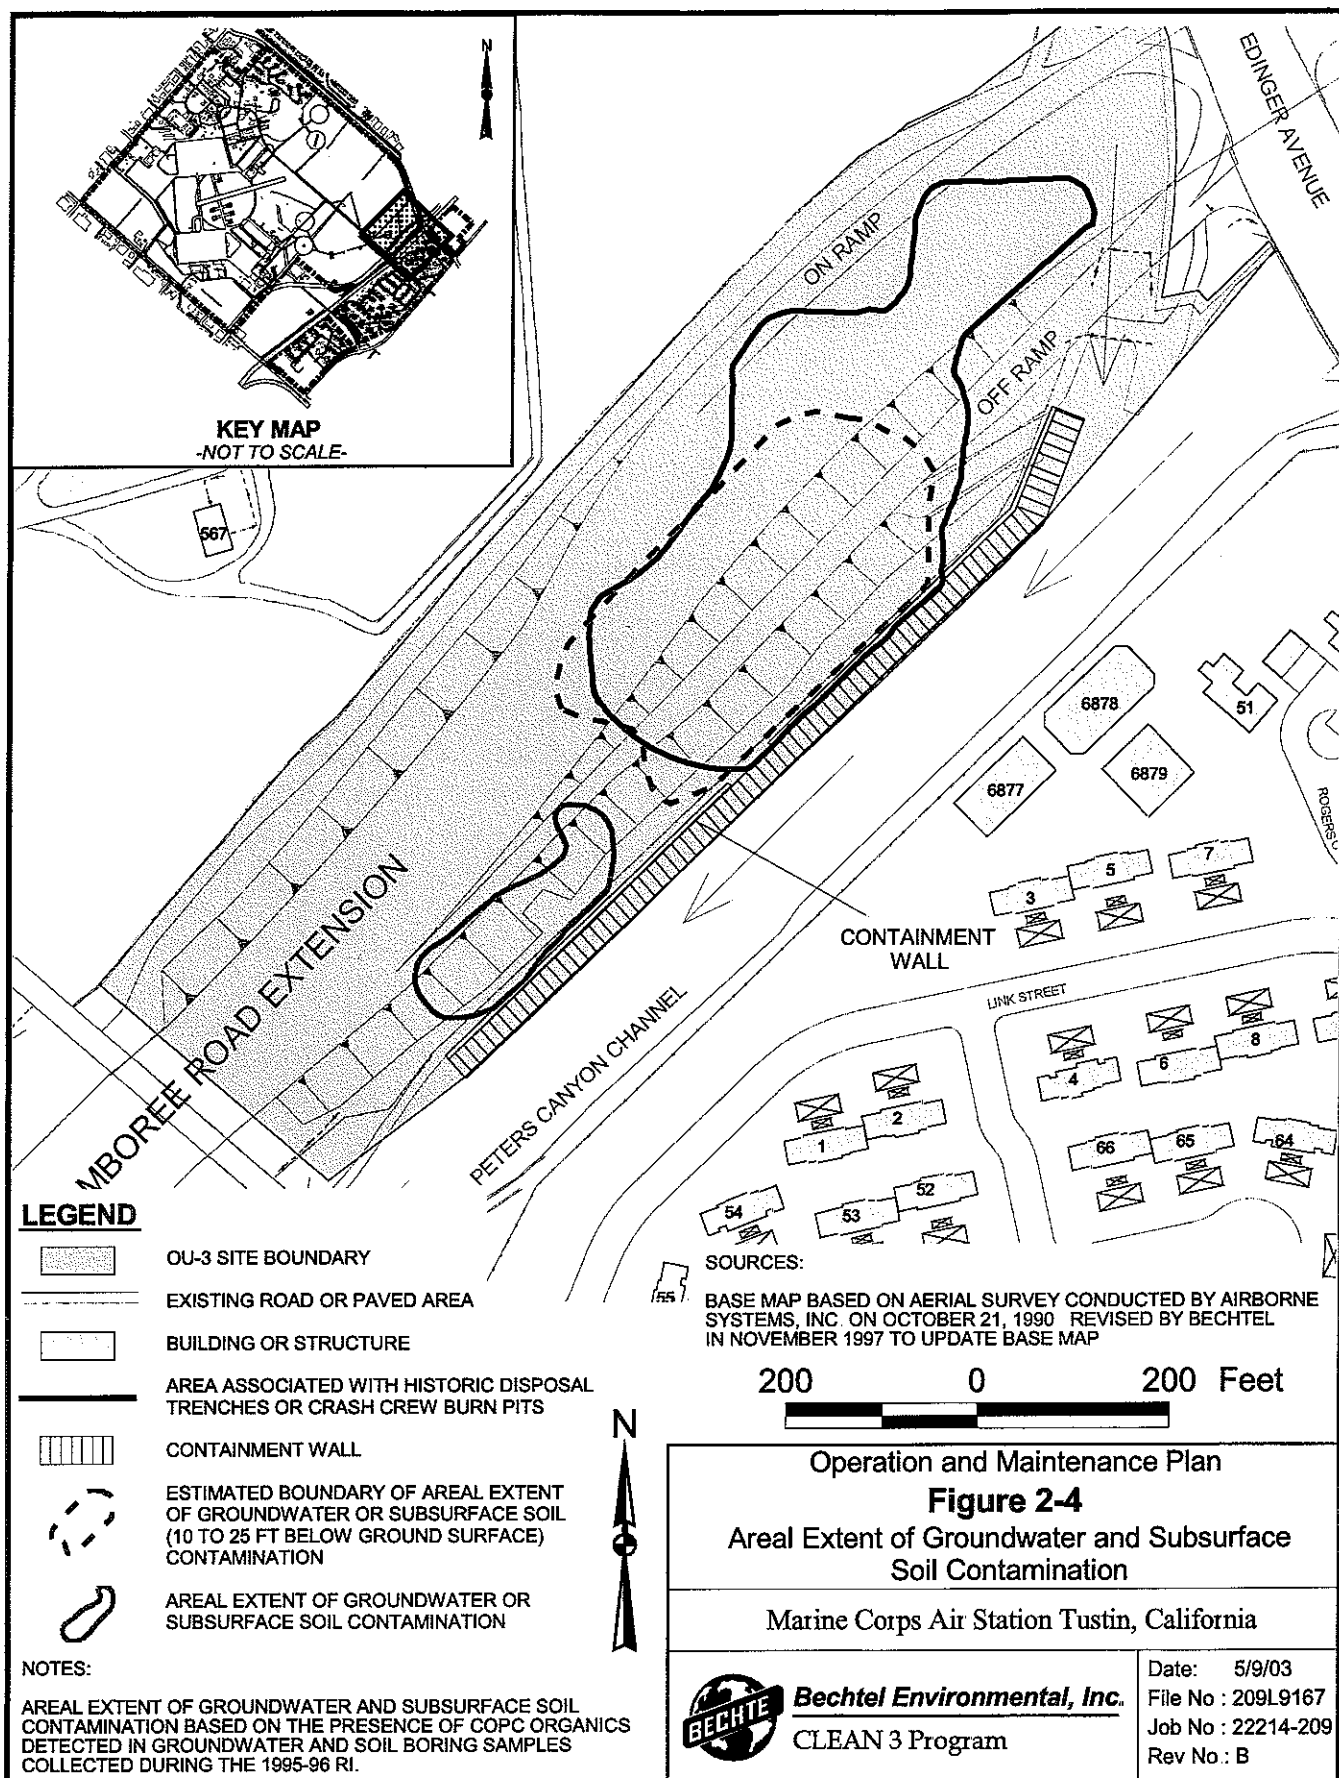 N
KEY MAP
-NOT TO SCALE-
EDINGER AVENUE
ON RAMP
OFF RAMP
567
6878
51
6877
6879
7
5
3
CONTAINMENT
WALL
LINK STREET
MBOREE ROAD EXTENSION
PETERS CANYON CHANNEL
8
6
4
2
1
66
65
64
52
53
54
55
LEGEND
OU-3 SITE BOUNDARY
EXISTING ROAD OR PAVED AREA
BUILDING OR STRUCTURE
AREA ASSOCIATED WITH HISTORIC DISPOSAL
TRENCHES OR CRASH CREW BURN PITS
CONTAINMENT WALL
ESTIMATED BOUNDARY OF AREAL EXTENT
OF GROUNDWATER OR SUBSURFACE SOIL
(10 TO 25 FT BELOW GROUND SURFACE)
CONTAMINATION
AREAL EXTENT OF GROUNDWATER OR
SUBSURFACE SOIL CONTAMINATION
NOTES:
AREAL EXTENT OF GROUNDWATER AND SUBSURFACE SOIL
CONTAMINATION BASED ON THE PRESENCE OF COPC ORGANICS
DETECTED IN GROUNDWATER AND SOIL BORING SAMPLES
COLLECTED DURING THE 1995-96 RI.
SOURCES:
BASE MAP BASED ON AERIAL SURVEY CONDUCTED BY AIRBORNE
SYSTEMS, INC. ON OCTOBER 21, 1990 REVISED BY BECHTEL
IN NOVEMBER 1997 TO UPDATE BASE MAP
200 0 200 Feet
N
Operation and Maintenance Plan
Figure 2-4
Areal Extent of Groundwater and Subsurface
Soil Contamination
Marine Corps Air Station Tustin, California
BECHTE
Bechtel Environmental, Inc.
CLEAN 3 Program
Date: 5/9/03
File No : 209L9167
Job No : 22214-209
Rev No.: B